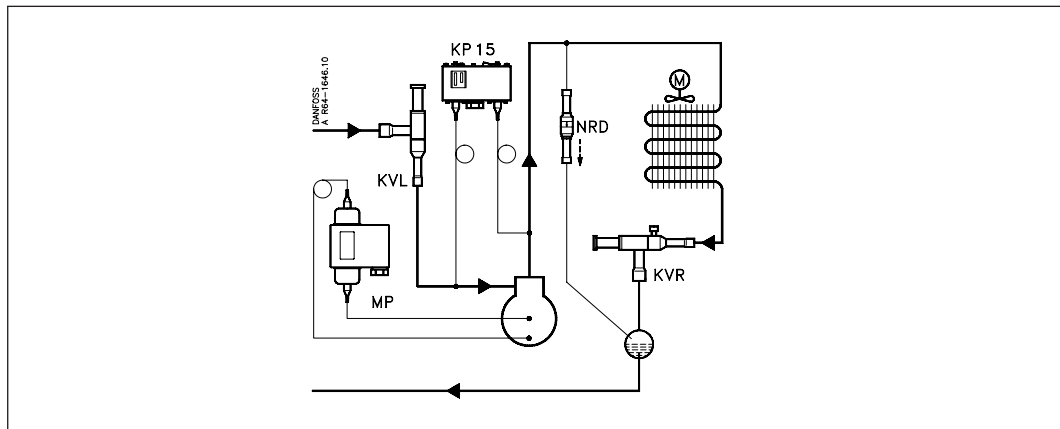 DANFOSS
A R64-1646.10
KP 15
KVL
NRD
M
MP
KVR